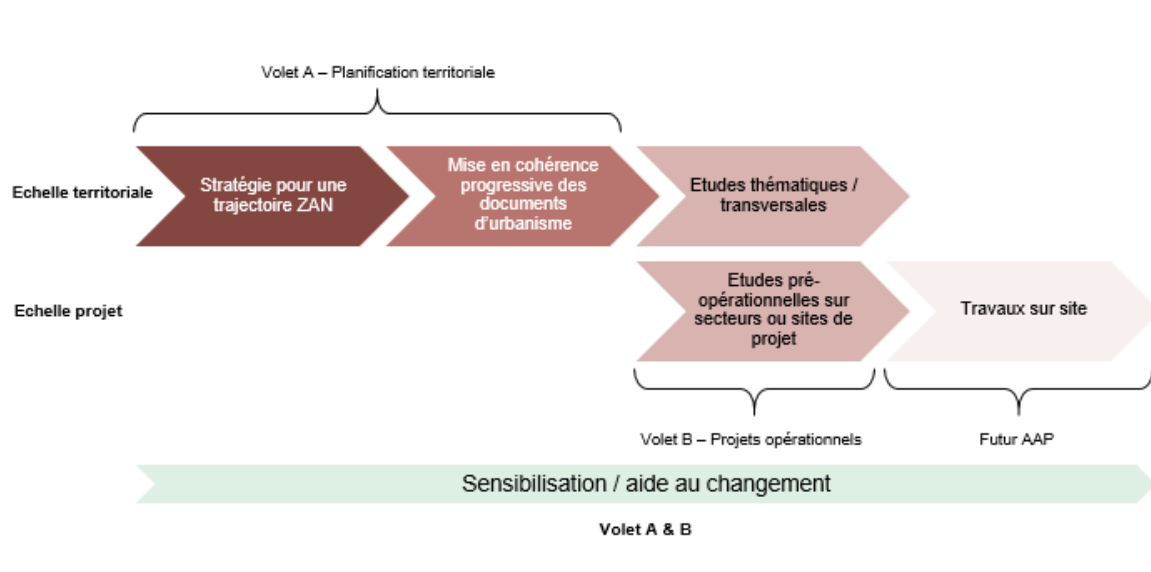 Volet A – Planification territoriale
Echelle territoriale
Stratégie pour une
trajectoire ZAN
Mise en cohérence
progressive des
documents
d'urbanisme
Etudes thématiques /
transversales
Echelle projet
Etudes pré-
opérationnelles sur
secteurs ou sites de
projet
Travaux sur site
Volet B – Projets opérationnels
Futur AAP
Sensibilisation / aide au changement
Volet A & B